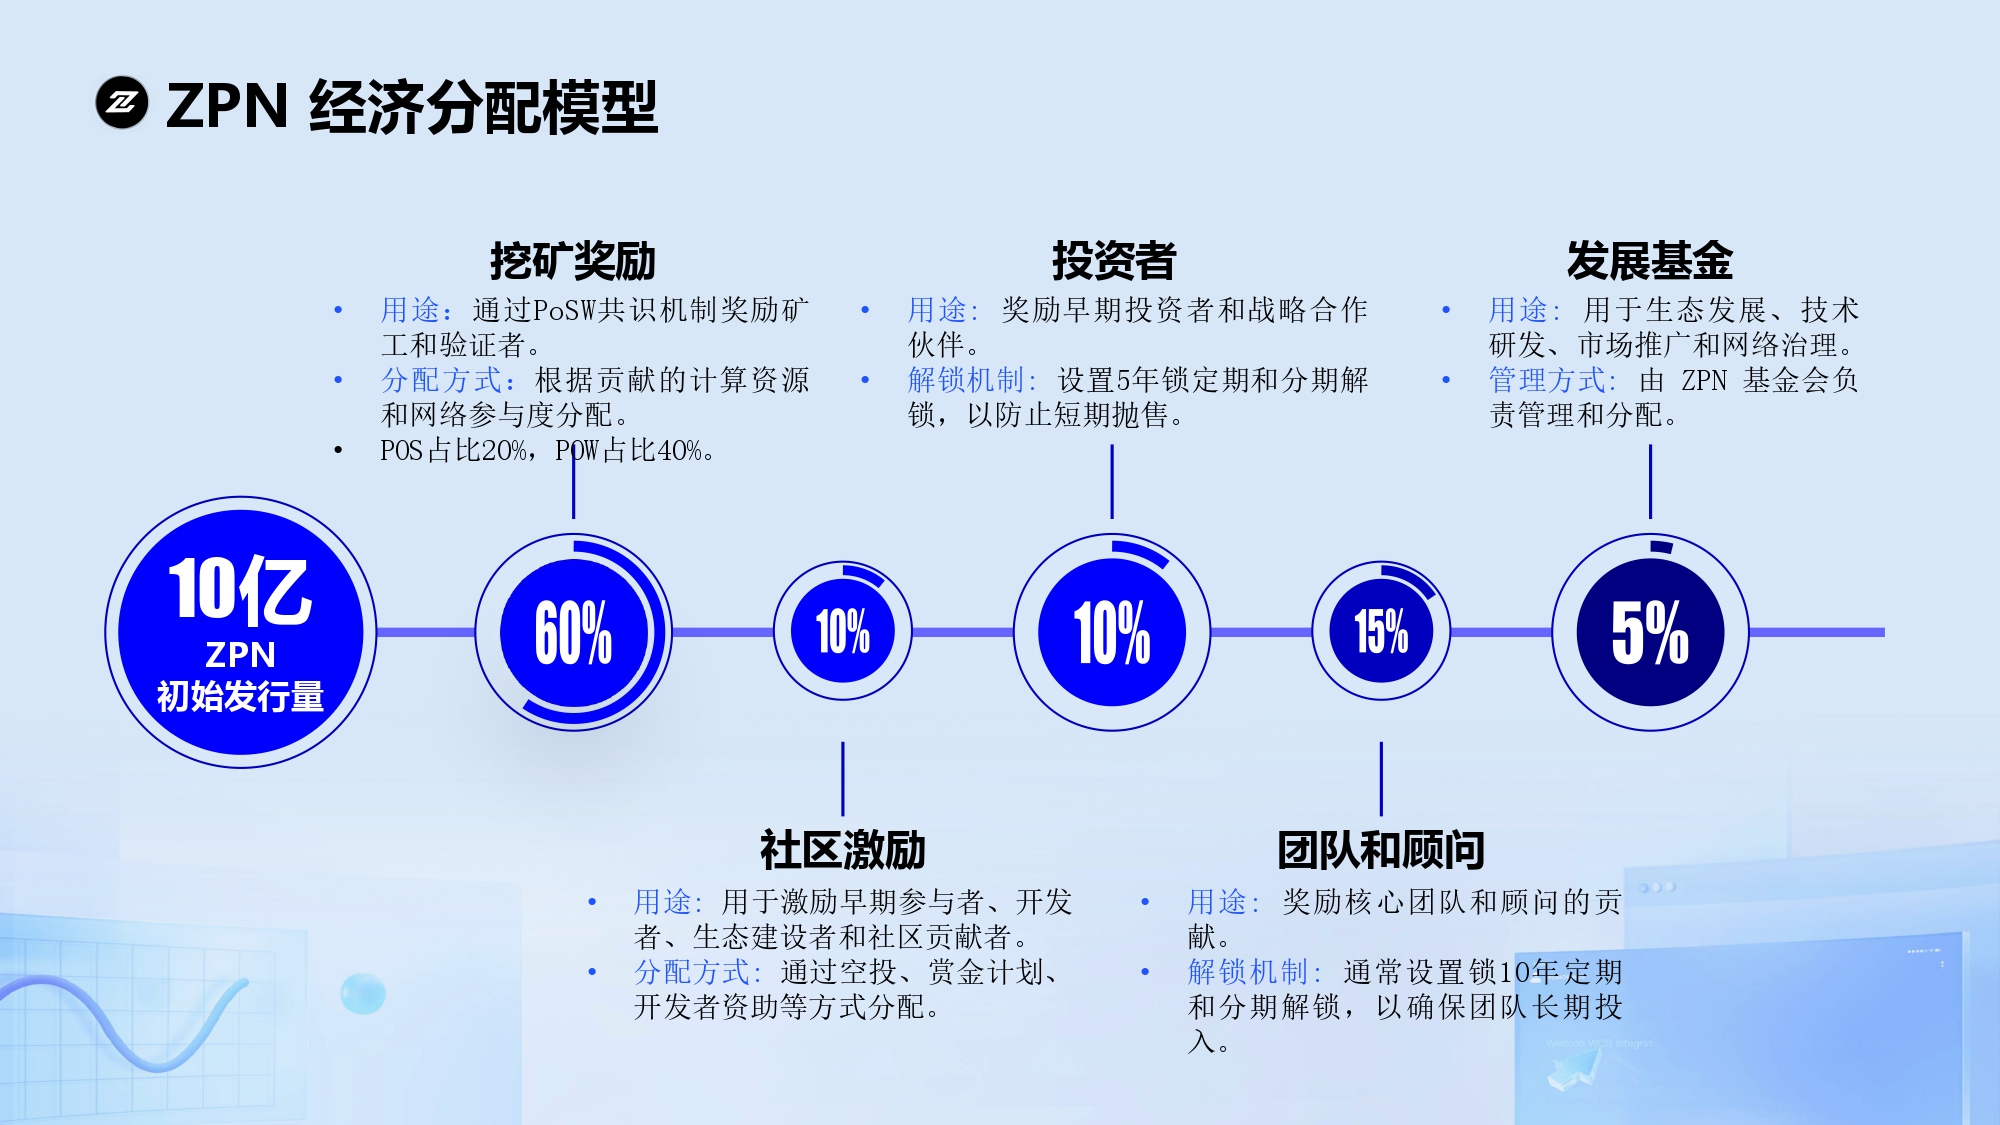 ZPN 经济分配模型
挖矿奖励
• 用途：通过PoSW共识机制奖励矿
工和验证者。
• 分配方式：根据贡献的计算资源
和网络参与度分配。
• POS占比20%，POW占比40%。
投资者
• 用途: 奖励早期投资者和战略合作
伙伴。
• 解锁机制: 设置5年锁定期和分期解
锁，以防止短期抛售。
发展基金
• 用途: 用于生态发展、技术
研发、市场推广和网络治理。
• 管理方式: 由 ZPN 基金会负
责管理和分配。
10亿
ZPN
初始发行量
60%
10%
10%
15%
5%
社区激励
• 用途: 用于激励早期参与者、开发
者、生态建设者和社区贡献者。
• 分配方式: 通过空投、赏金计划、
开发者资助等方式分配。
团队和顾问
• 用途: 奖励核心团队和顾问的贡
献。
• 解锁机制: 通常设置锁10年定期
和分期解锁，以确保团队长期投
入。